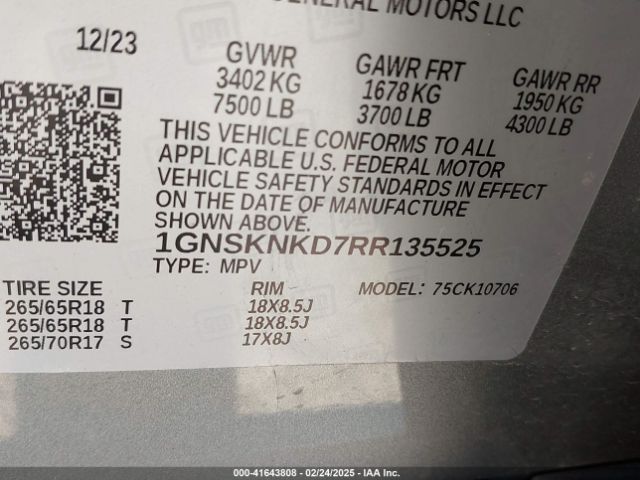 GENERAL MOTORS LLC
12/23
GVWR GAWR FRT GAWR RR
3402 KG 1678 KG 1950 KG
7500 LB 3700 LB 4300 LB
THIS VEHICLE CONFORMS TO ALL
APPLICABLE U.S. FEDERAL MOTOR
VEHICLE SAFETY STANDARDS IN EFFECT
ON THE DATE OF MANUFACTURE
SHOWN ABOVE.
1GNSKNKD7RR135525
TYPE: MPV MODEL: 75CK10706
TIRE SIZE RIM
265/65R18 T 18X8.5J
265/65R18 T 18X8.5J
265/70R17 S 17X8J
000-41643808 - 02/24/2025 - IAA Inc.